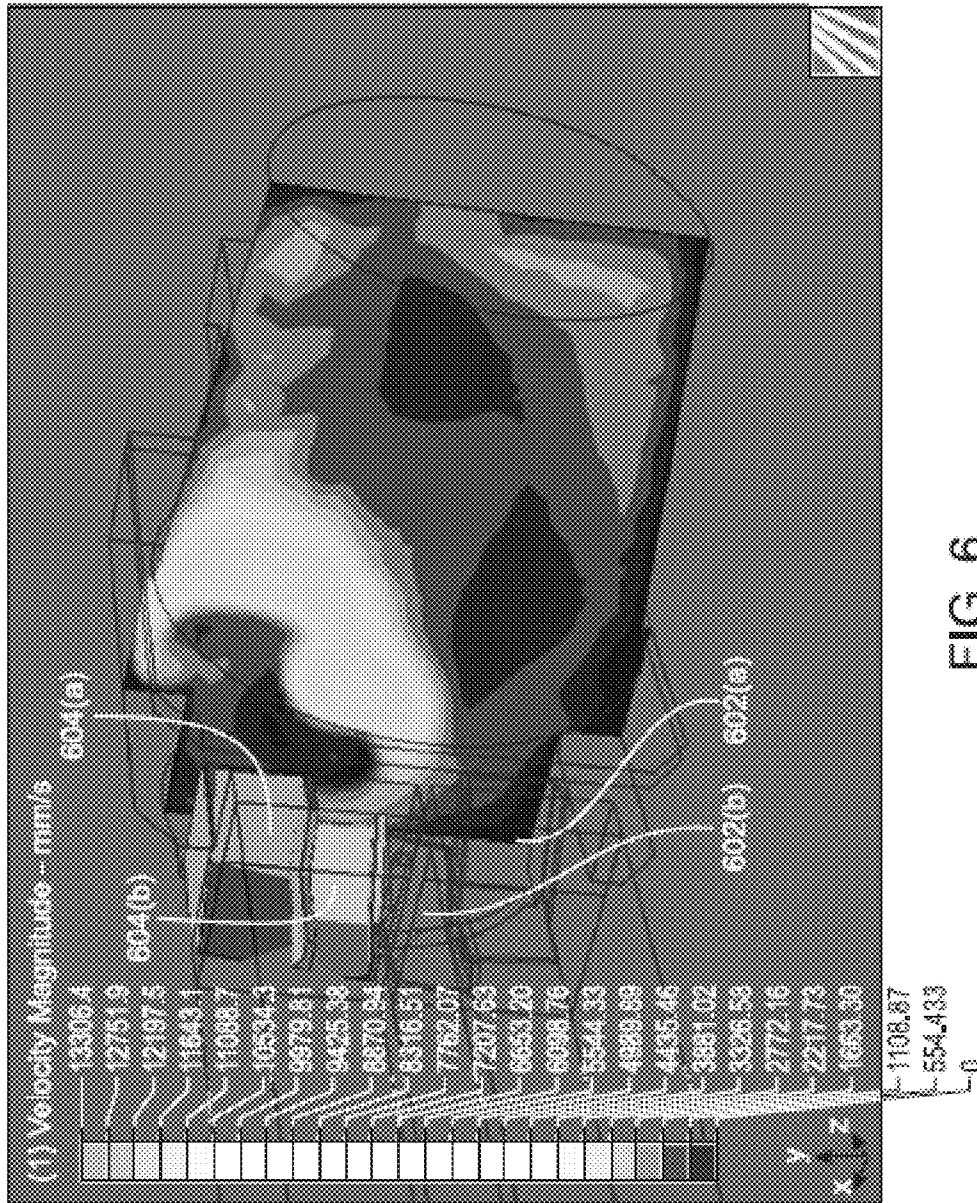 (1) Velocity Magnitude -- mm/s
13306.4
12751.9
12197.5
11643.1
11088.7
10534.3
9979.81
9425.38
8870.94
8316.51
7762.07
7207.63
6653.20
6098.76
5544.33
4989.89
4435.46
3881.02
3326.58
2772.16
2217.73
1663.30
1108.87
554.433
0
604(a)
604(b)
602(a)
602(b)
Y
Z
X
FIG. 6